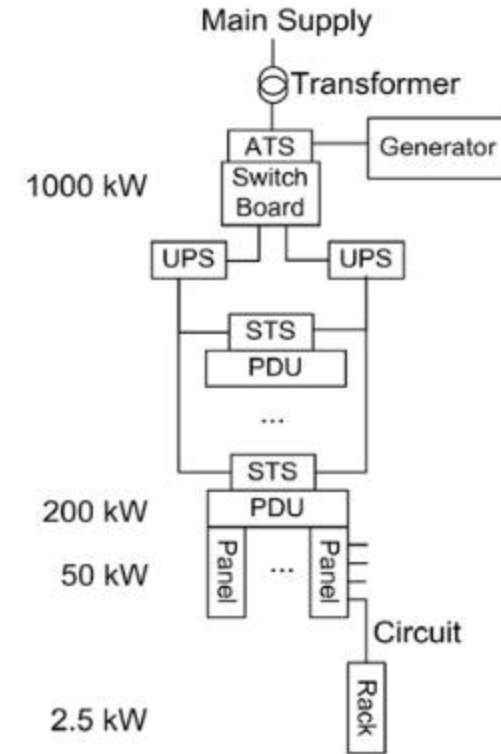 Main Supply
Transformer
ATS
Generator
1000 kW
Switch
Board
UPS
UPS
STS
PDU
...
STS
200 kW
PDU
50 kW
Panel
...
Panel
Circuit
Rack
2.5 kW